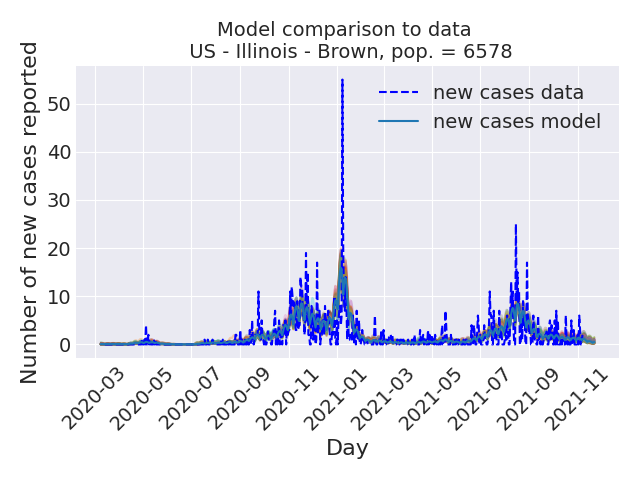 Model comparison to data
US - Illinois - Brown, pop. = 6578
Number of new cases reported
50
40
30
20
10
0
new cases data
new cases model
2020-03
2020-05
2020-07
2020-09
2020-11
2021-01
2021-03
2021-05
2021-07
2021-09
2021-11
Day